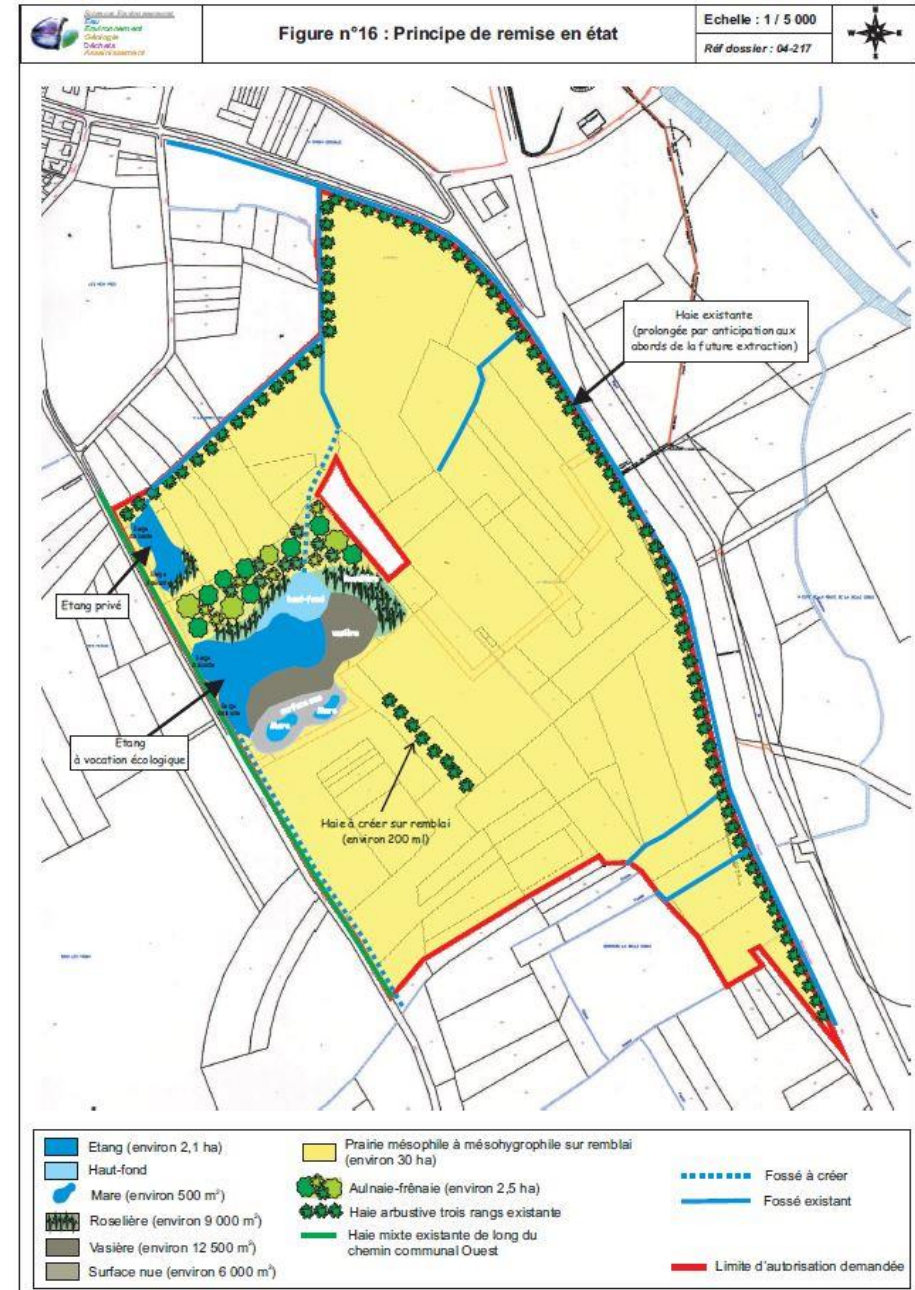 Sciences Environnement
Eau
Environnement
Géologie
Déchets
Assainissement
Figure n°16 : Principe de remise en état
Echelle : 1 / 5 000
Réf dossier : 04-217
Haie existante
(prolongée par anticipation aux
abords de la future extraction)
Etang privé
haut-fond
vasière
surface nue
Mare
Mare
Etang
à vocation écologique
Haie à créer sur remblai
(environ 200 ml)
Etang (environ 2,1 ha)
Haut-fond
Mare (environ 500 m²)
Roselière (environ 9 000 m²)
Vasière (environ 12 500 m²)
Surface nue (environ 6 000 m²)
Prairie mésophile à mésohygrophile sur remblai
(environ 30 ha)
Aulnaie-frênaie (environ 2,5 ha)
Haie arbustive trois rangs existante
Haie mixte existante de long du
chemin communal Ouest
Fossé à créer
Fossé existant
Limite d'autorisation demandée